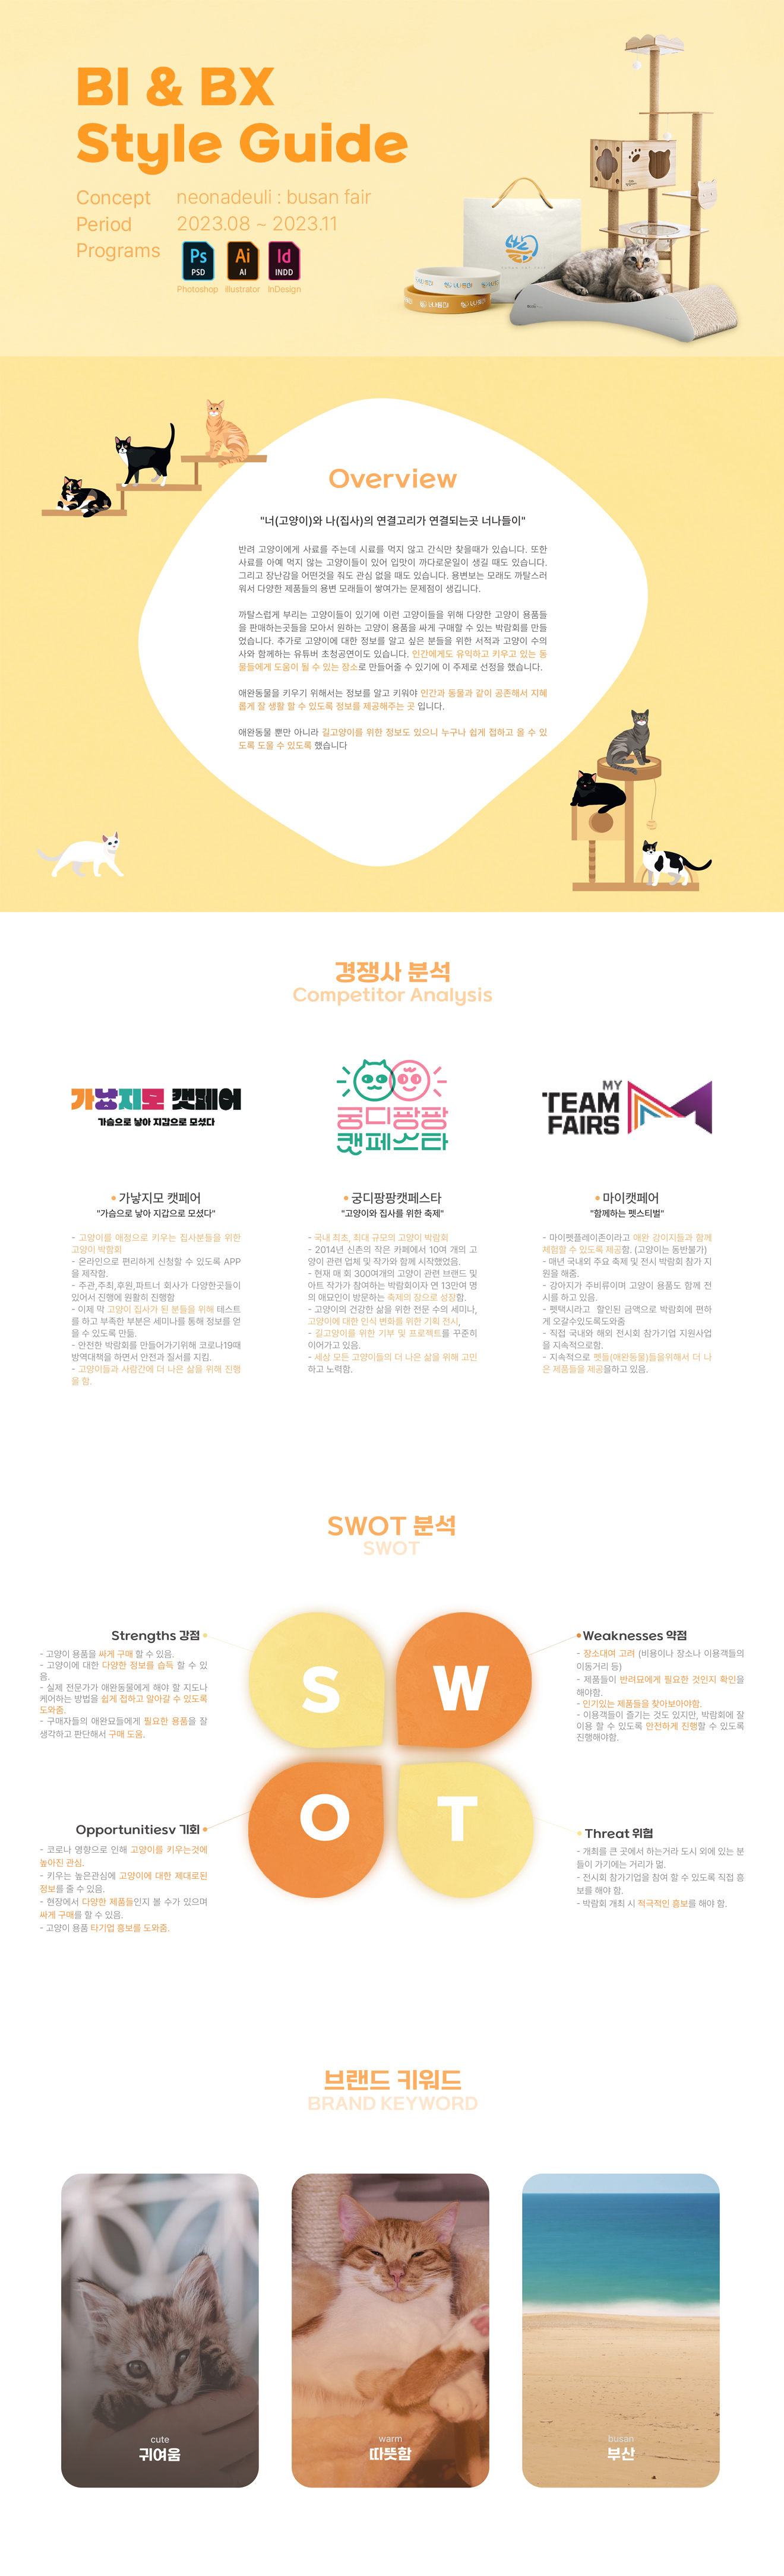 BI & BX
Style Guide
Concept neonadeuli : busan fair
Period 2023.08 ~ 2023.11
Programs
Ps
PSD
Ai
AI
Id
INDD
Photoshop Illustrator InDesign
Overview
"너(고양이)와 나(집사)의 연결고리가 연결되는곳 너나들이"
반려 고양이에게 사료를 주는데 시료를 먹지 않고 간식만 찾을때가 있습니다. 또한
사료를 아예 먹지 않는 고양이들이 있어 입맛이 까다로운일이 생길 때도 있습니다.
그리고 장난감을 어떤것을 줘도 관심 없을 때도 있습니다. 용변보는 모래도 까탈스러
워서 다양한 제품들의 용변 모래들이 쌓여가는 문제점이 생깁니다.
까탈스럽게 부리는 고양이들이 있기에 이런 고양이들을 위해 다양한 고양이 용품들
을 판매하는곳들을 모아서 원하는 고양이 용품을 싸게 구매할 수 있는 박람회를 만들
었습니다. 추가로 고양이에 대한 정보를 알고 싶은 분들을 위한 서적과 고양이 수의
사와 함께하는 유튜버 초청공연이도 있습니다. 인간에게도 유익하고 키우고 있는 동
물들에게 도움이 될 수 있는 장소로 만들어줄 수 있기에 이 주제로 선정을 했습니다.
애완동물을 키우기 위해서는 정보를 알고 키워야 인간과 동물과 같이 공존해서 지혜
롭게 잘 생활 할 수 있도록 정보를 제공해주는 곳 입니다.
애완동물 뿐만 아니라 길고양이를 위한 정보도 있으니 누구나 쉽게 접하고 올 수 있
도록 도울 수 있도록 했습니다
경쟁사 분석
Competitor Analysis
가낳지모 캣페어
가슴으로 낳아 지갑으로 모셨다
궁디팡팡
캣페스타
MY
TEAM
FAIRS
가낳지모 캣페어
"가슴으로 낳아 지갑으로 모셨다"
- 고양이를 애정으로 키우는 집사분들을 위한
고양이 박람회
- 온라인으로 편리하게 신청할 수 있도록 APP
을 제작함.
- 주관,주최,후원,파트너 회사가 다양한곳들이
있어서 진행에 원활히 진행함
- 이제 막 고양이 집사가 된 분들을 위해 테스트
를 하고 부족한 부분은 세미나를 통해 정보를 얻
을 수 있도록 만듦.
- 안전한 박람회를 만들어가기위해 코로나19때
방역대책을 하면서 안전과 질서를 지킴.
- 고양이들과 사람간에 더 나은 삶을 위해 진행
을 함.
궁디팡팡캣페스타
"고양이와 집사를 위한 축제"
- 국내 최초, 최대 규모의 고양이 박람회
- 2014년 신촌의 작은 카페에서 10여 개의 고
양이 관련 업체 및 작가와 함께 시작했었음.
- 현재 매 회 300여개의 고양이 관련 브랜드 및
아트 작가가 참여하는 박람회이자 연 13만여 명
의 애묘인이 방문하는 축제의 장으로 성장함.
- 고양이의 건강한 삶을 위한 전문 수의 세미나,
고양이에 대한 인식 변화를 위한 기획 전시,
- 길고양이를 위한 기부 및 프로젝트를 꾸준히
이어가고 있음.
- 세상 모든 고양이들의 더 나은 삶을 위해 고민
하고 노력함.
마이캣페어
"함께하는 펫스티벌"
- 마이펫플레이존이라고 애완 강이지들과 함께
체험할 수 있도록 제공함. (고양이는 동반불가)
- 매년 국내외 주요 축제 및 전시 박람회 참가 지
원을 해줌.
- 강아지가 주비류이며 고양이 용품도 함께 전
시를 하고 있음.
- 펫택시라고 할인된 금액으로 박람회에 편하
게 오갈수있도록도와줌
- 직접 국내와 해외 전시회 참가기업 지원사업
을 지속적으로함.
- 지속적으로 펫들(애완동물)들을위해서 더 나
은 제품들을 제공을하고 있음.
SWOT 분석
SWOT
Strengths 강점
- 고양이 용품을 싸게 구매 할 수 있음.
- 고양이에 대한 다양한 정보를 습득 할 수 있
음.
- 실제 전문가가 애완동물에게 해야 할 지도나
케어하는 방법을 쉽게 접하고 알아갈 수 있도록
도와줌.
- 구매자들의 애완묘들에게 필요한 용품을 잘
생각하고 판단해서 구매 도움.
S
W
O
T
Weaknesses 약점
- 장소대여 고려 (비용이나 장소나 이용객들의
이동거리 등)
- 제품들이 반려묘에게 필요한 것인지 확인을
해야함.
- 인기있는 제품들을 찾아보아야함.
- 이용객들이 즐기는 것도 있지만, 박람회에 잘
이용 할 수 있도록 안전하게 진행할 수 있도록
진행해야함.
Opportunitiesv 기회
- 코로나 영향으로 인해 고양이를 키우는것에
높아진 관심.
- 키우는 높은관심에 고양이에 대한 제대로된
정보를 줄 수 있음.
- 현장에서 다양한 제품들인지 볼 수가 있으며
싸게 구매를 할 수 있음.
- 고양이 용품 타기업 홍보를 도와줌.
Threat 위협
- 개최를 큰 곳에서 하는거라 도시 외에 있는 분
들이 가기에는 거리가 멂.
- 전시회 참가기업을 참여 할 수 있도록 직접 홍
보를 해야 함.
- 박람회 개최 시 적극적인 홍보를 해야 함.
브랜드 키워드
BRAND KEYWORD
cute
귀여움
warm
따뜻함
busan
부산